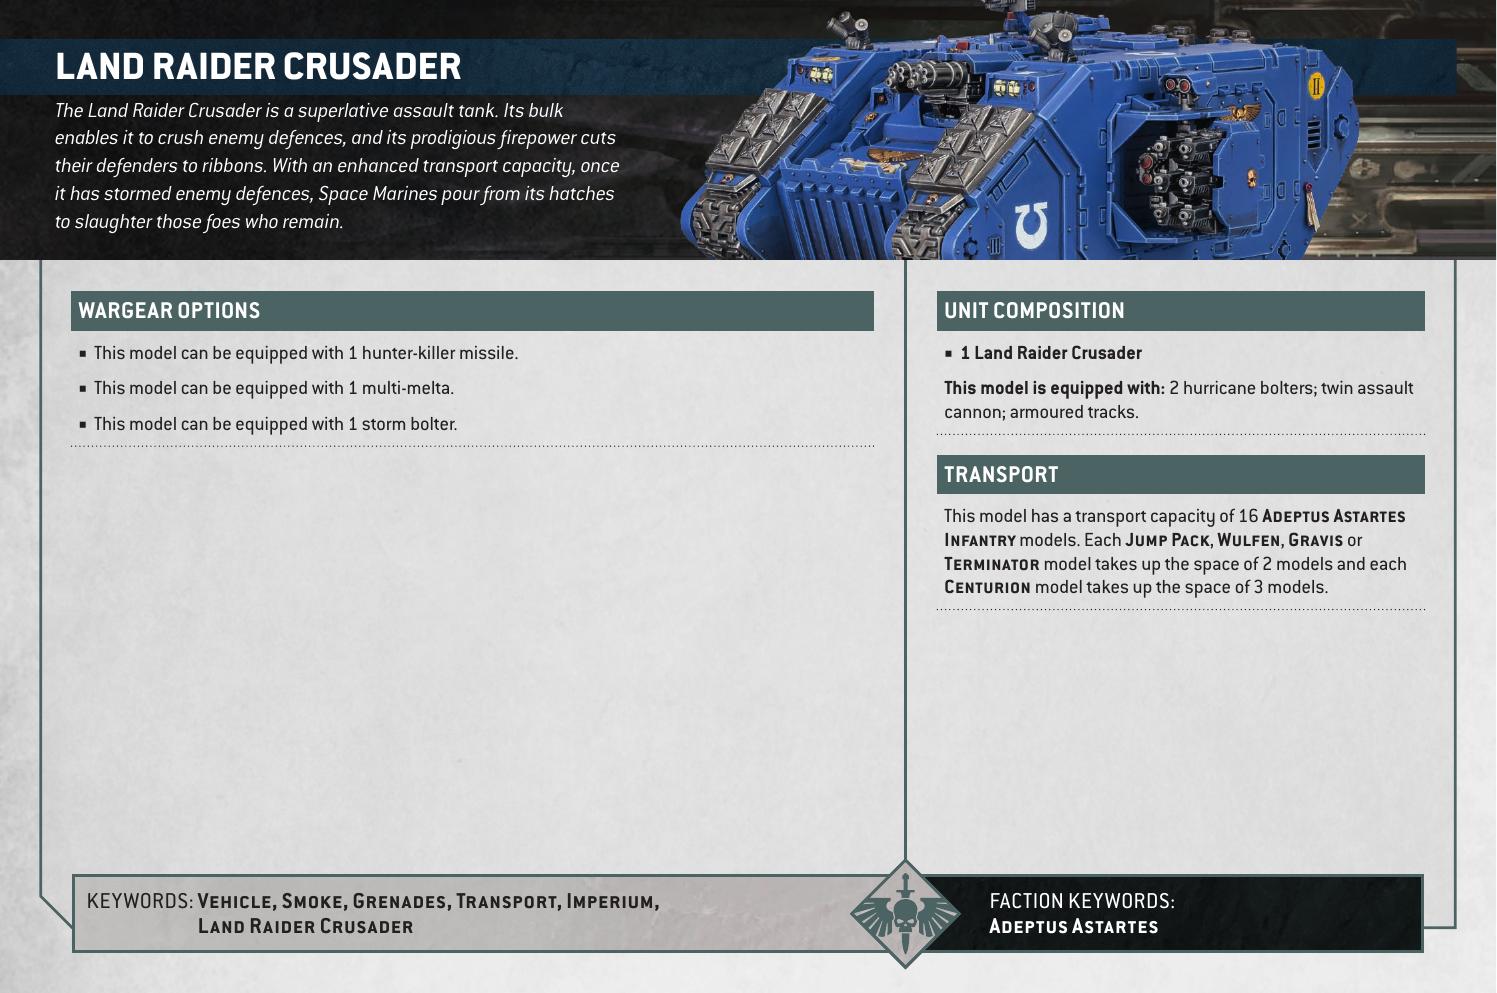 LAND RAIDER CRUSADER
The Land Raider Crusader is a superlative assault tank. Its bulk
enables it to crush enemy defences, and its prodigious firepower cuts
their defenders to ribbons. With an enhanced transport capacity, once
it has stormed enemy defences, Space Marines pour from its hatches
to slaughter those foes who remain.
II
WARGEAR OPTIONS
▪ This model can be equipped with 1 hunter-killer missile.
▪ This model can be equipped with 1 multi-melta.
▪ This model can be equipped with 1 storm bolter.
UNIT COMPOSITION
▪ 1 Land Raider Crusader
This model is equipped with: 2 hurricane bolters; twin assault
cannon; armoured tracks.
TRANSPORT
This model has a transport capacity of 16 ADEPTUS ASTARTES
INFANTRY models. Each JUMP PACK, WULFEN, GRAVIS or
TERMINATOR model takes up the space of 2 models and each
CENTURION model takes up the space of 3 models.
KEYWORDS: VEHICLE, SMOKE, GRENADES, TRANSPORT, IMPERIUM,
LAND RAIDER CRUSADER
FACTION KEYWORDS:
ADEPTUS ASTARTES